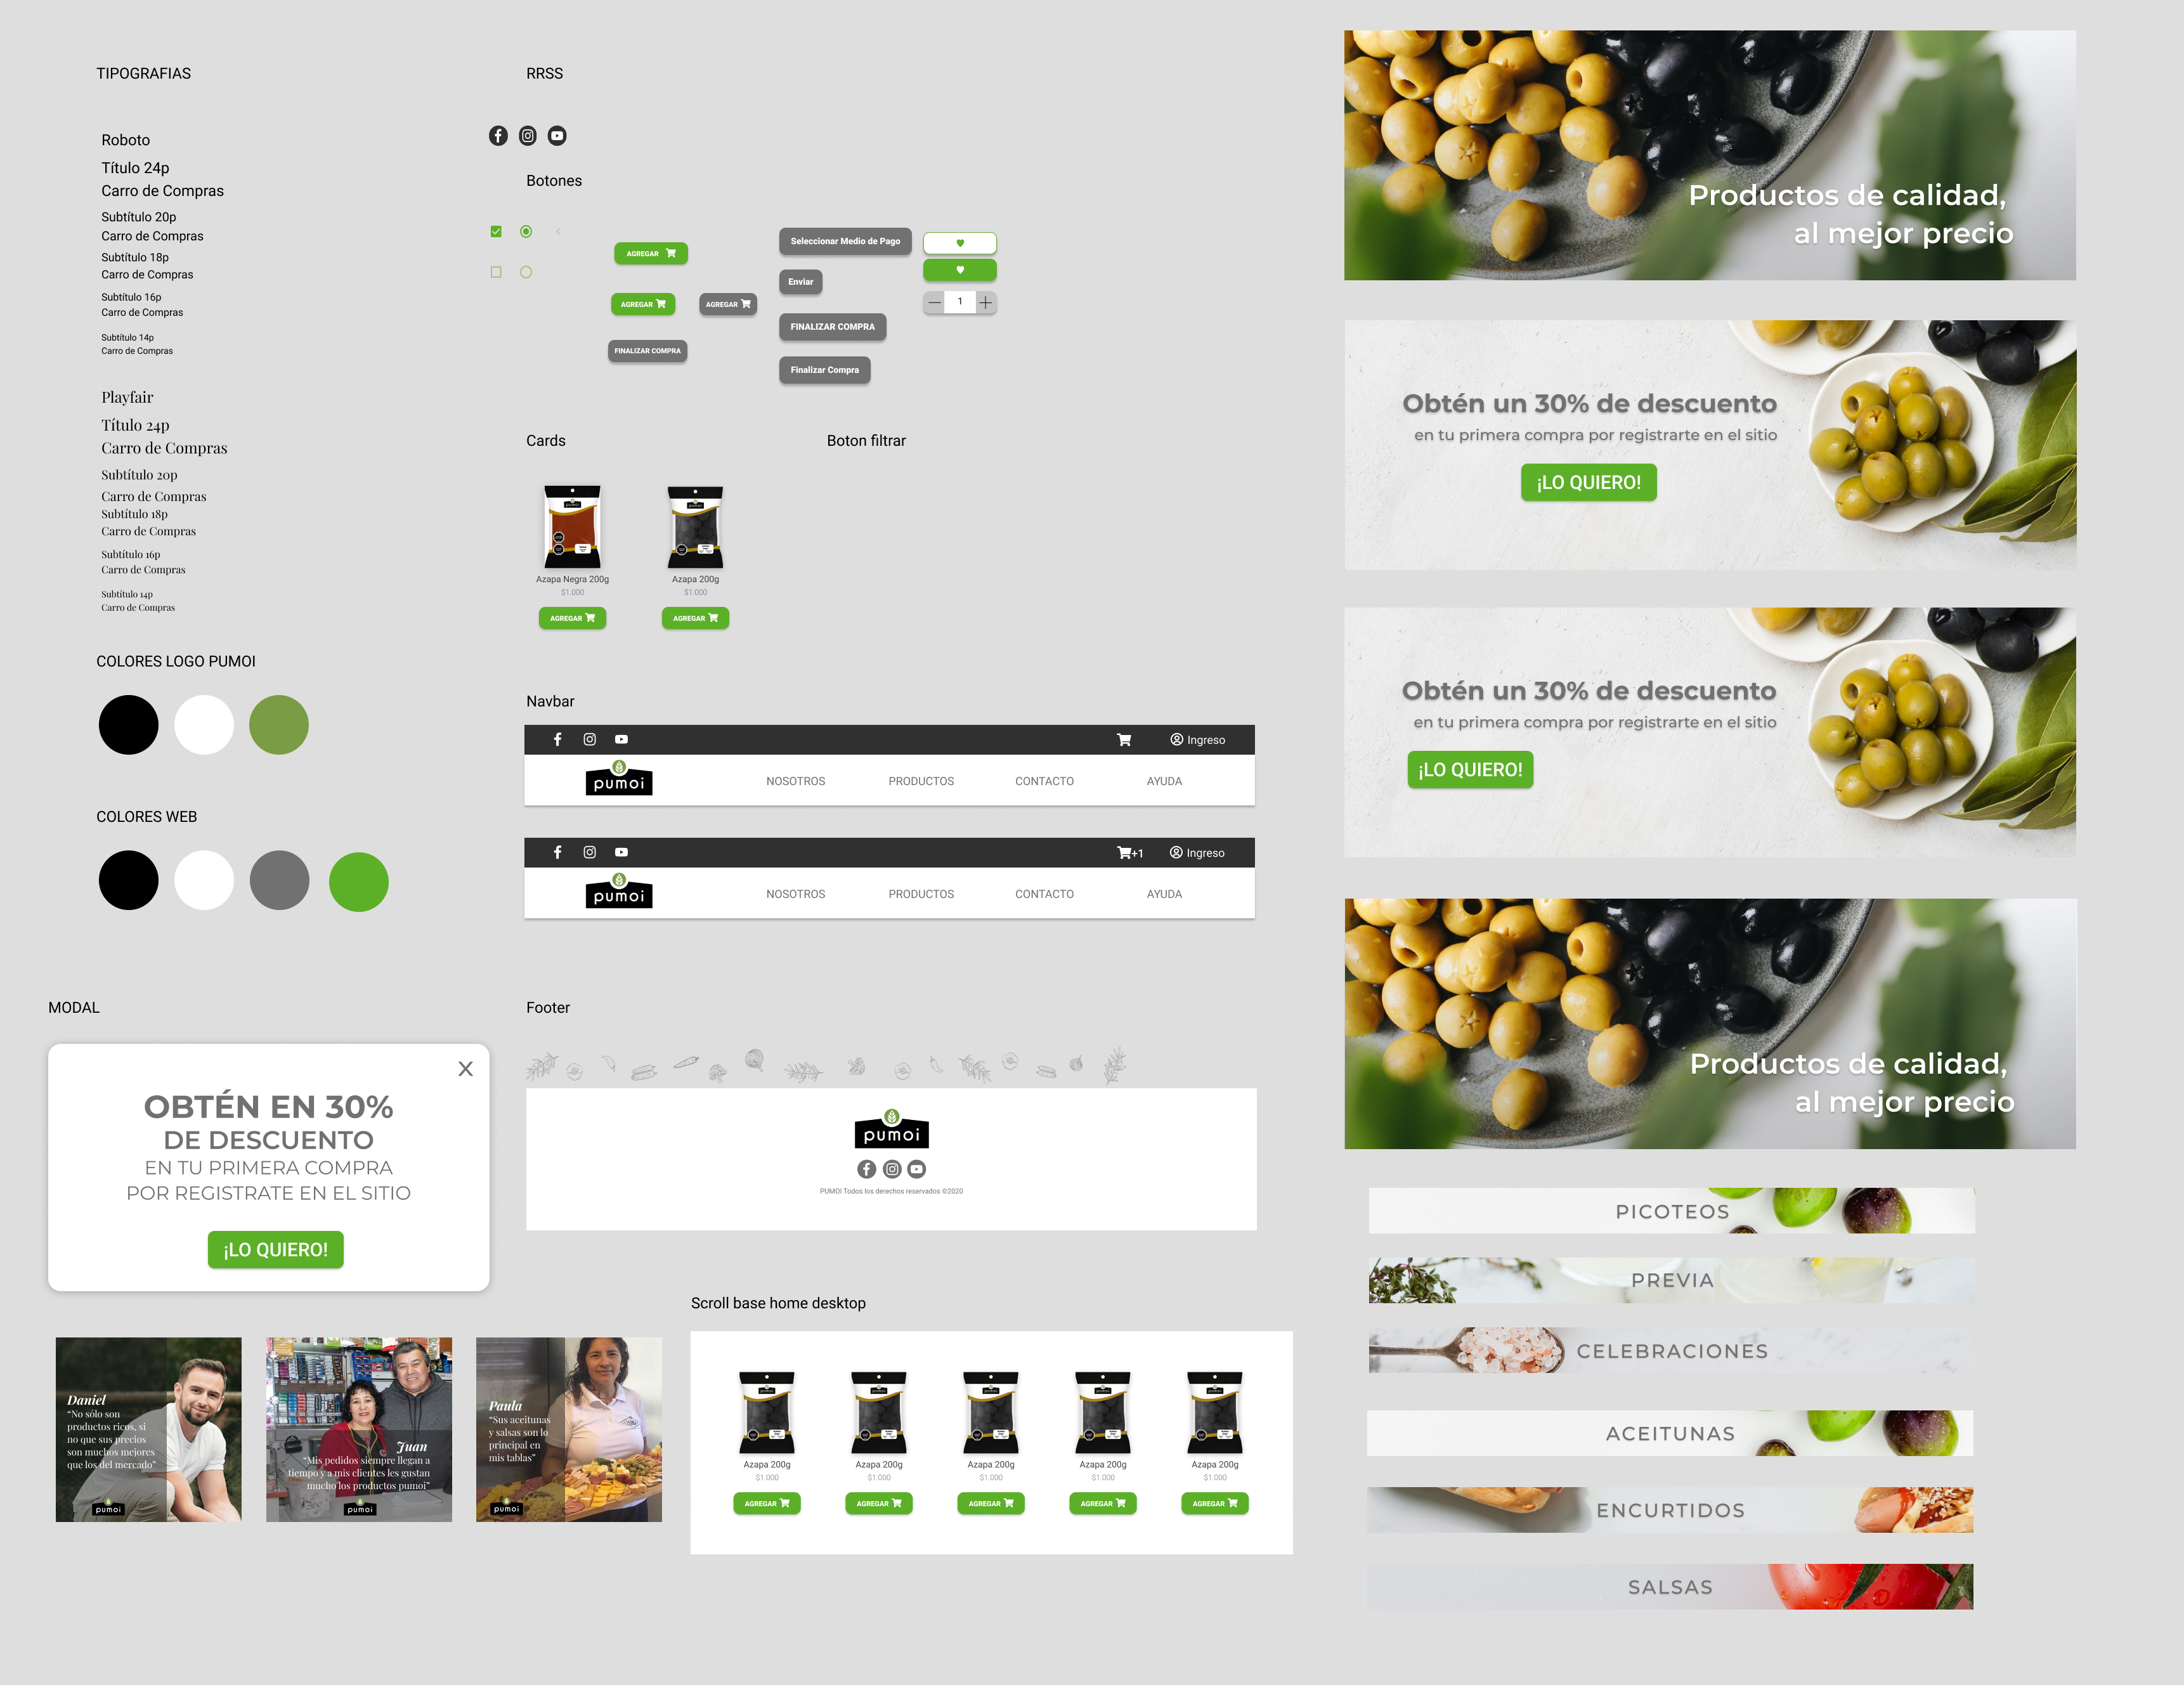 TIPOGRAFIAS
Roboto
Título 24p
Carro de Compras
Subtítulo 20p
Carro de Compras
Subtítulo 18p
Carro de Compras
Subtítulo 16p
Carro de Compras
Subtítulo 14p
Carro de Compras
Playfair
Título 24p
Carro de Compras
Subtítulo 20p
Carro de Compras
Subtítulo 18p
Carro de Compras
Subtítulo 16p
Carro de Compras
Subtítulo 14p
Carro de Compras
COLORES LOGO PUMOI
COLORES WEB
RRSS
Botones
AGREGAR
AGREGAR
AGREGAR
FINALIZAR COMPRA
Seleccionar Medio de Pago
Enviar
FINALIZAR COMPRA
Finalizar Compra
1
Cards
Boton filtrar
pumoi
pumoi
Azapa Negra 200g
Azapa 200g
$1.000
$1.000
AGREGAR
AGREGAR
Navbar
Ingreso
pumoi
NOSOTROS
PRODUCTOS
CONTACTO
AYUDA
+1
Ingreso
pumoi
NOSOTROS
PRODUCTOS
CONTACTO
AYUDA
MODAL
X
OBTÉN EN 30%
DE DESCUENTO
EN TU PRIMERA COMPRA
POR REGISTRATE EN EL SITIO
¡LO QUIERO!
Footer
pumoi
PUMOI Todos los derechos reservados ©2020
Daniel
“No sólo son
productos ricos, si
no que sus precios
son muchos mejores
que los del mercado”
pumoi
Juan
“Mis pedidos siempre llegan a
tiempo y a mis clientes les gustan
mucho los productos pumoi”
pumoi
Paula
“Sus aceitunas
y salsas son lo
principal en
mis tablas”
pumoi
Scroll base home desktop
Azapa 200g
Azapa 200g
Azapa 200g
Azapa 200g
Azapa 200g
$1.000
$1.000
$1.000
$1.000
$1.000
AGREGAR
AGREGAR
AGREGAR
AGREGAR
AGREGAR
Productos de calidad,
al mejor precio
Obtén un 30% de descuento
en tu primera compra por registrarte en el sitio
¡LO QUIERO!
Obtén un 30% de descuento
en tu primera compra por registrarte en el sitio
¡LO QUIERO!
Productos de calidad,
al mejor precio
PICOTEOS
PREVIA
CELEBRACIONES
ACEITUNAS
ENCURTIDOS
SALSAS